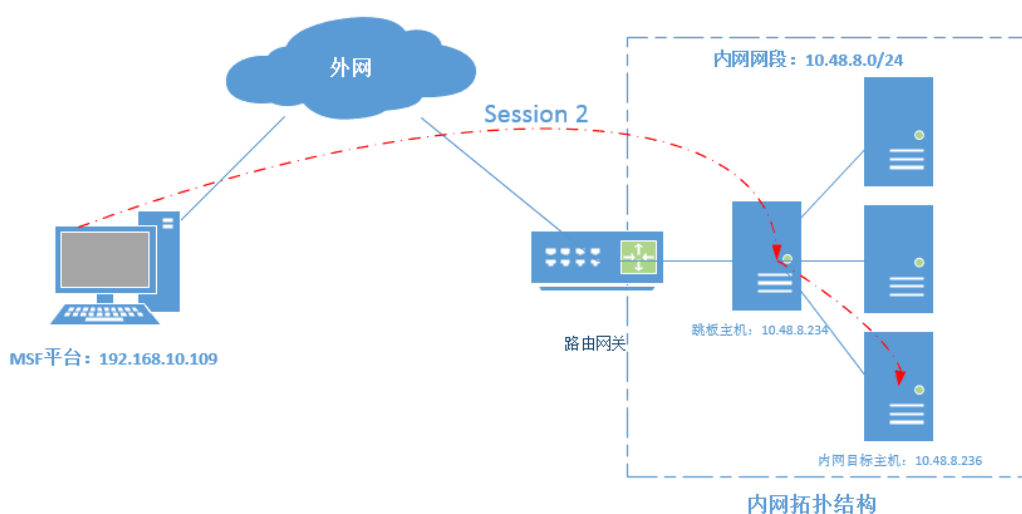 外网
内网网段：10.48.8.0/24
Session 2
跳板主机：10.48.8.234
路由网关
MSF平台：192.168.10.109
内网目标主机：10.48.8.236
内网拓扑结构